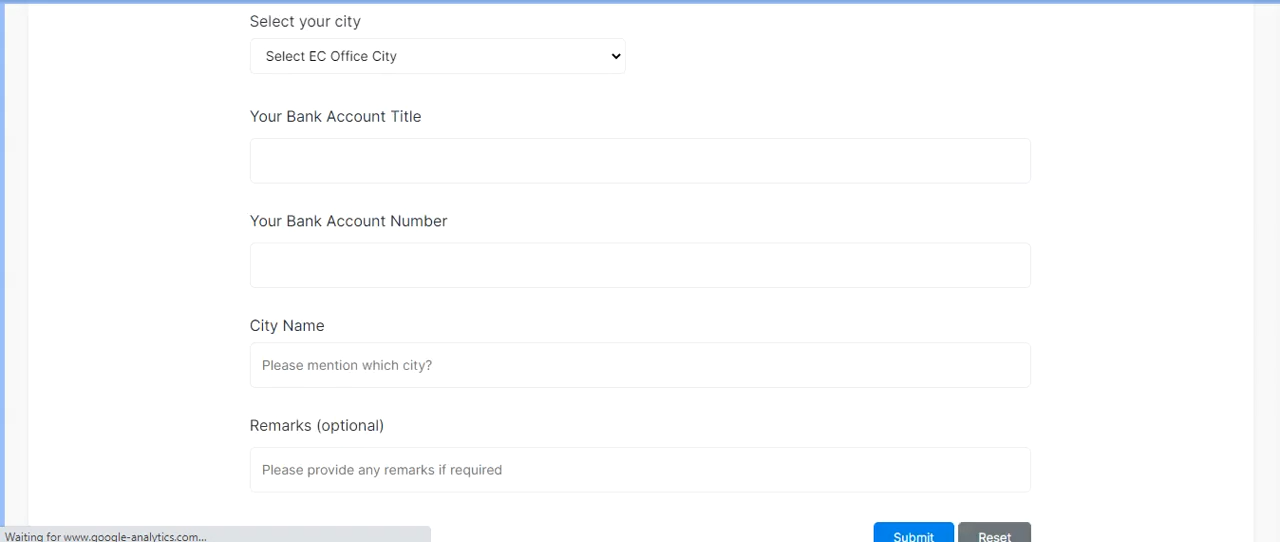 Select your city
Select EC Office City
Your Bank Account Title
Your Bank Account Number
City Name
Please mention which city?
Remarks (optional)
Please provide any remarks if required
Submit Reset
Waiting for www.google-analytics.com...